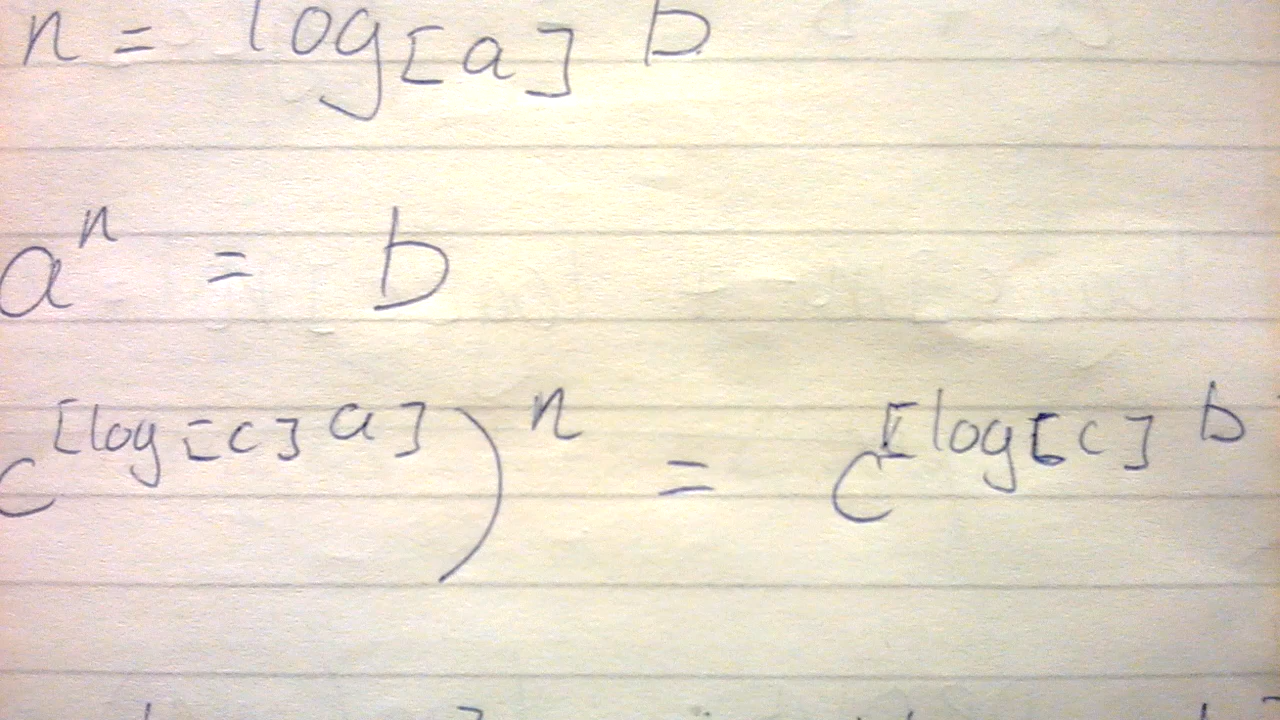 n = log[a] b
a^n = b
c^[log[c] a])^n = c^[log[c] b